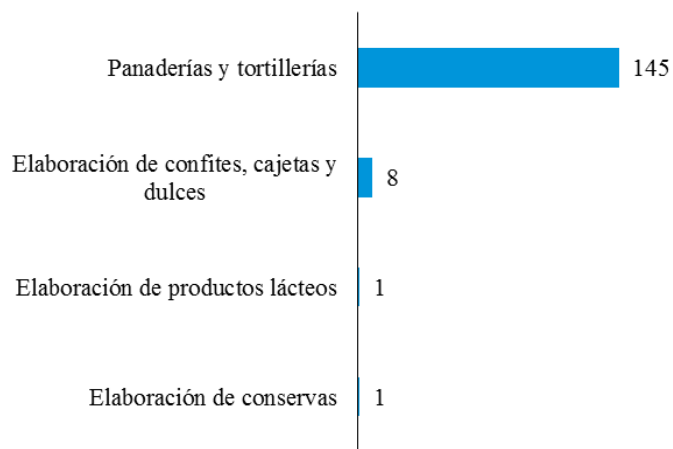 Panaderías y tortillerías 145
Elaboración de confites, cajetas y
dulces 8
Elaboración de productos lácteos 1
Elaboración de conservas 1